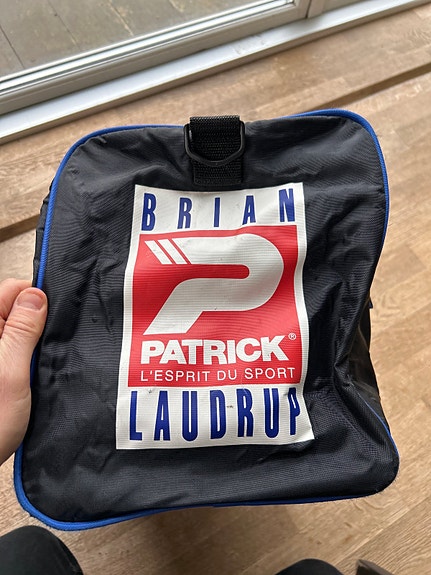 BRIAN
PATRICK®
L'ESPRIT DU SPORT
LAUDRUP